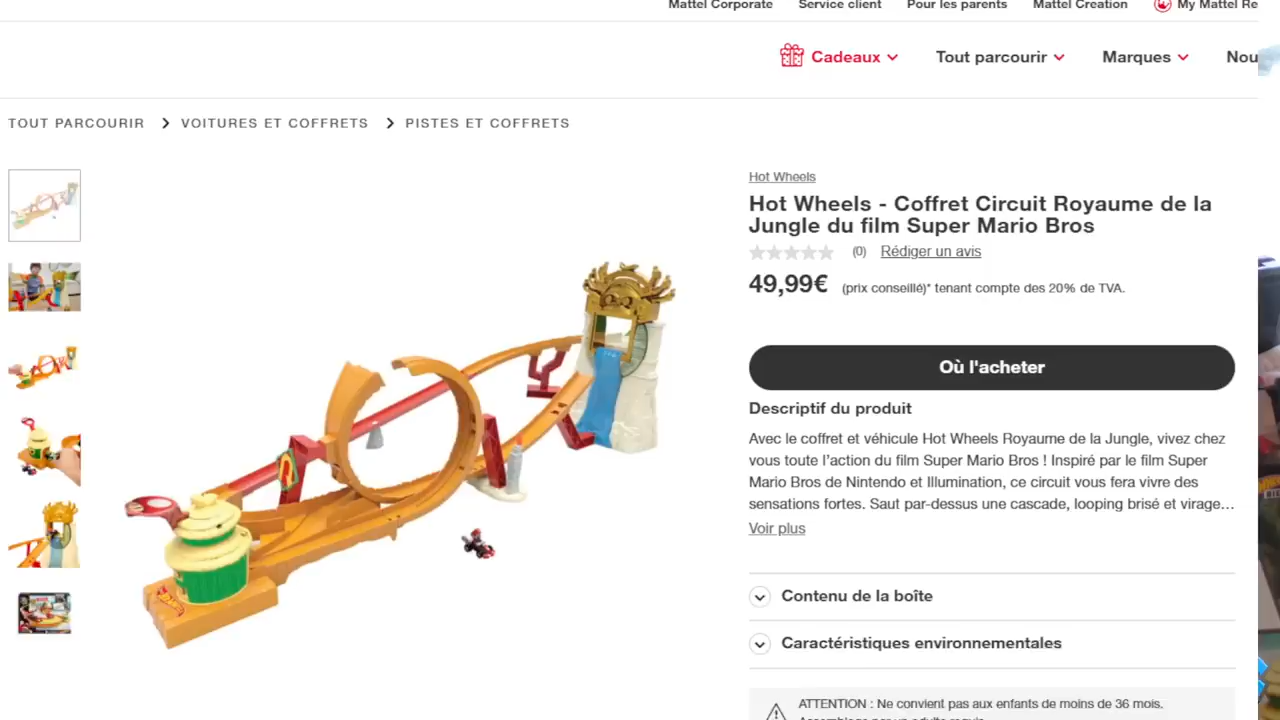 Mattel Corporate Service client Pour les parents Mattel Creation My Mattel Re
Cadeaux Tout parcourir Marques Nou
TOUT PARCOURIR VOITURES ET COFFRETS PISTES ET COFFRETS
Hot Wheels
Hot Wheels - Coffret Circuit Royaume de la
Jungle du film Super Mario Bros
(0) Rédiger un avis
49,99€ (prix conseillé)* tenant compte des 20% de TVA.
Où l'acheter
Descriptif du produit
Avec le coffret et véhicule Hot Wheels Royaume de la Jungle, vivez chez
vous toute l'action du film Super Mario Bros ! Inspiré par le film Super
Mario Bros de Nintendo et Illumination, ce circuit vous fera vivre des
sensations fortes. Saut par-dessus une cascade, looping brisé et virage…
Voir plus
Contenu de la boîte
Caractéristiques environnementales
ATTENTION : Ne convient pas aux enfants de moins de 36 mois.